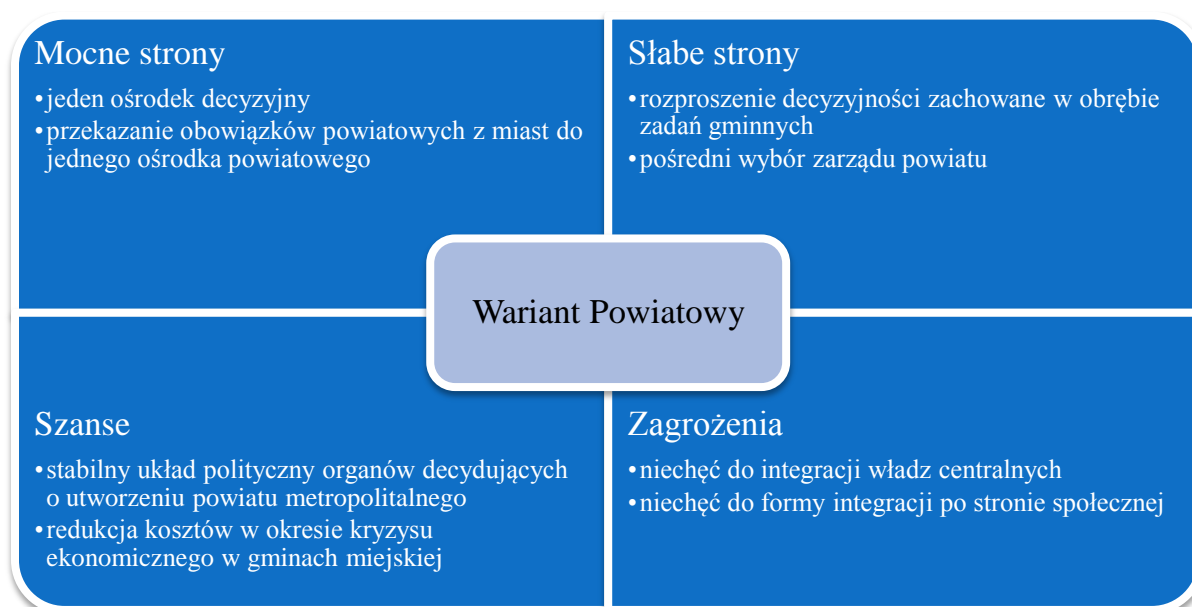 Mocne strony
•jeden ośrodek decyzyjny
•przekazanie obowiązków powiatowych z miast do
jednego ośrodka powiatowego
Słabe strony
•rozproszenie decyzyjności zachowane w obrębie
zadań gminnych
•pośredni wybór zarządu powiatu
Wariant Powiatowy
Szanse
•stabilny układ polityczny organów decydujących
o utworzeniu powiatu metropolitalnego
•redukcja kosztów w okresie kryzysu
ekonomicznego w gminach miejskiej
Zagrożenia
•niechęć do integracji władz centralnych
•niechęć do formy integracji po stronie społecznej